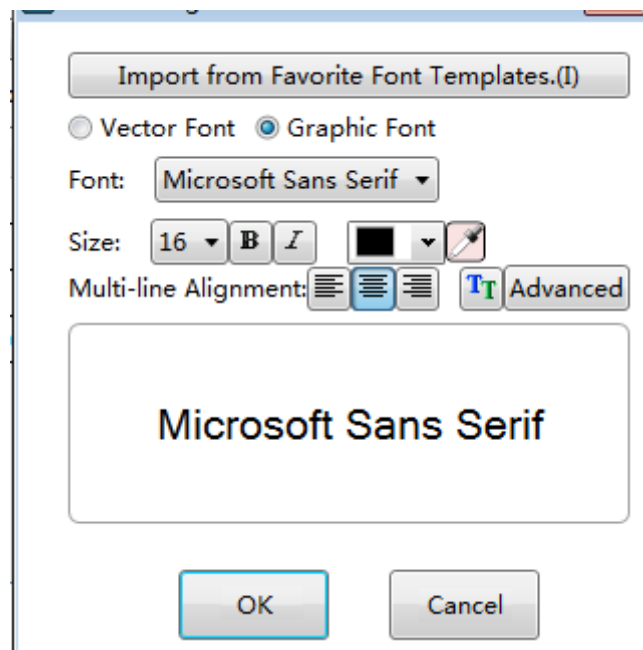 Import from Favorite Font Templates.(I)
Vector Font Graphic Font
Font: Microsoft Sans Serif
Size: 16 B I
Multi-line Alignment: TT Advanced
Microsoft Sans Serif
OK Cancel